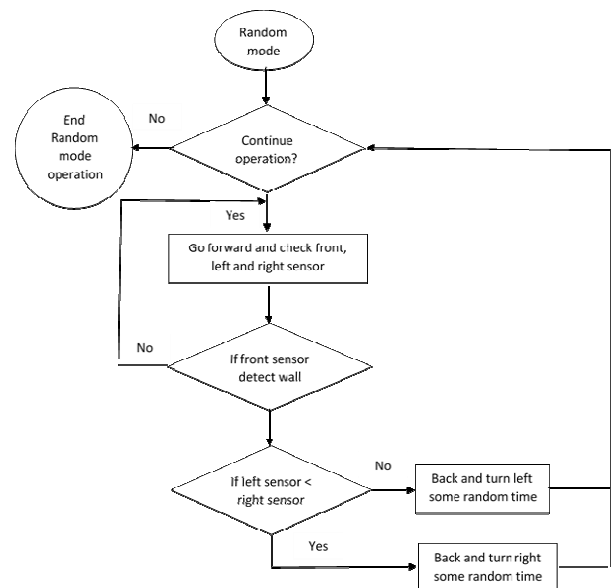 Random
mode
No
End
Random
mode
operation
Continue
operation?
Yes
Go forward and check front,
left and right sensor
No
If front sensor
detect wall
If left sensor <
right sensor
No
Back and turn left
some random time
Yes
Back and turn right
some random time